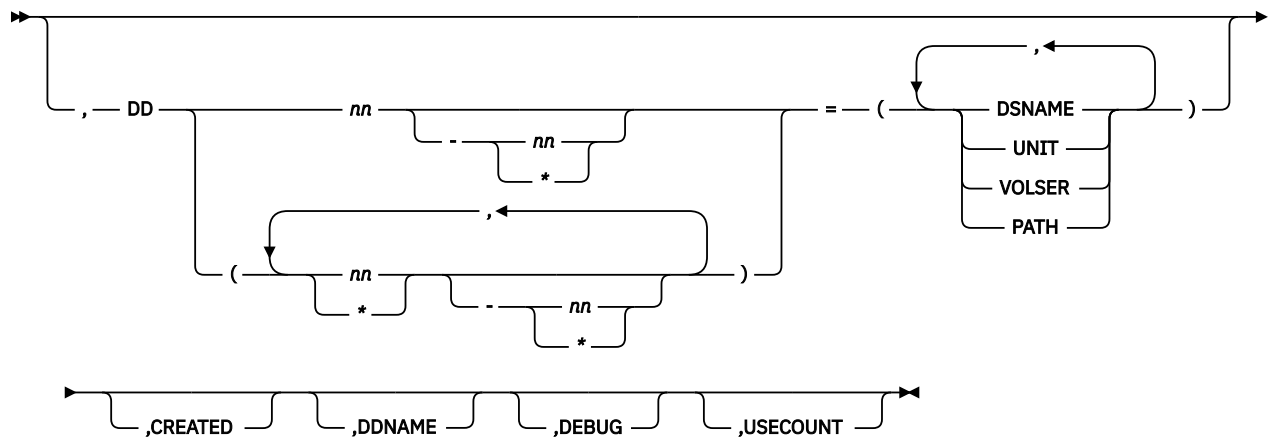 ,
, DD nn = ( DSNAME )
- nn UNIT
* VOLSER
, PATH
( nn )
* - nn
*
,CREATED ,DDNAME ,DEBUG ,USECOUNT